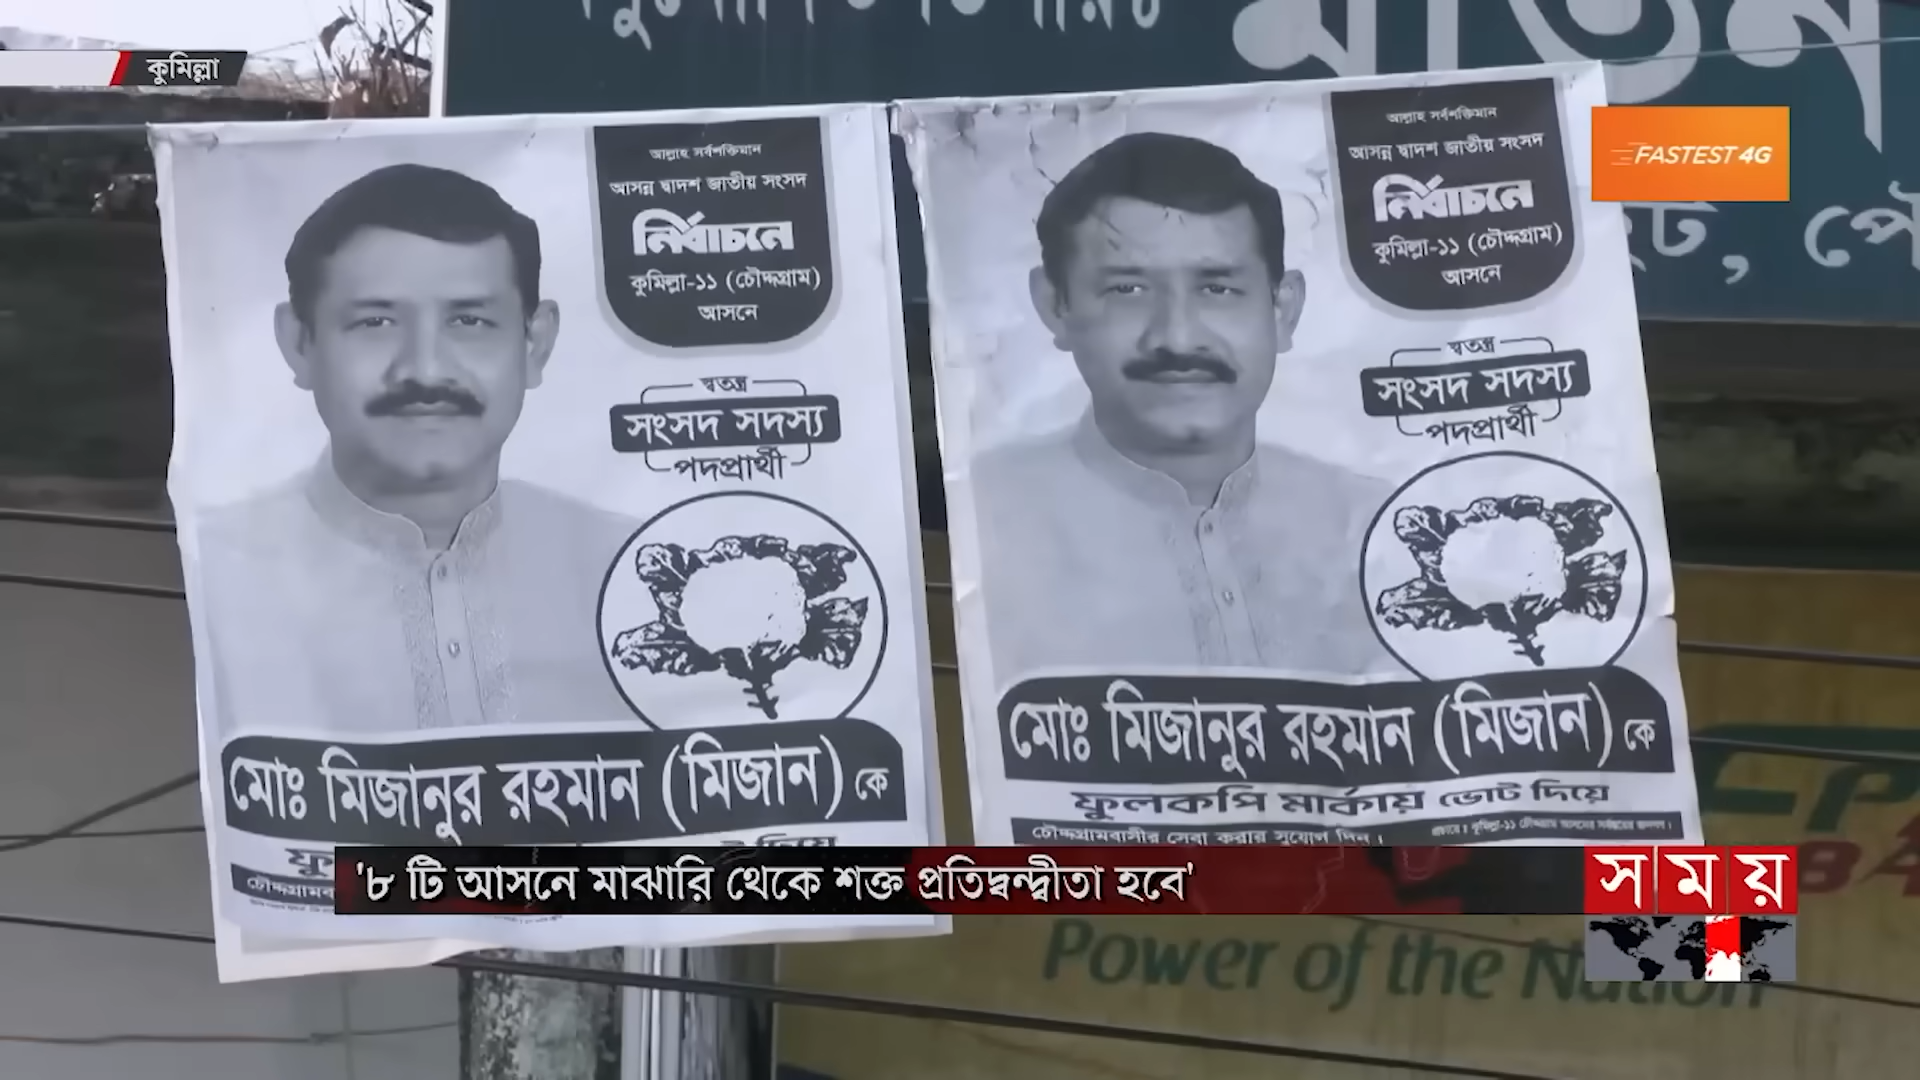 কুমিল্লা
FASTEST 4G
আল্লাহ সর্বশক্তিমান
আসন্ন দ্বাদশ জাতীয় সংসদ
নির্বাচনে
কুমিল্লা-১১ (চৌদ্দগ্রাম)
আসনে
স্বতন্ত্র
সংসদ সদস্য
পদপ্রার্থী
মোঃ মিজানুর রহমান (মিজান) কে
আল্লাহ সর্বশক্তিমান
আসন্ন দ্বাদশ জাতীয় সংসদ
নির্বাচনে
কুমিল্লা-১১ (চৌদ্দগ্রাম)
আসনে
স্বতন্ত্র
সংসদ সদস্য
পদপ্রার্থী
মোঃ মিজানুর রহমান (মিজান) কে
ফুলকপি মার্কায় ভোট দিয়ে
চৌদ্দগ্রামবাসীর সেবা করার সুযোগ দিন।
'৮ টি আসনে মাঝারি থেকে শক্ত প্রতিদ্বন্দ্বীতা হবে'
সময়
Power of the Nation